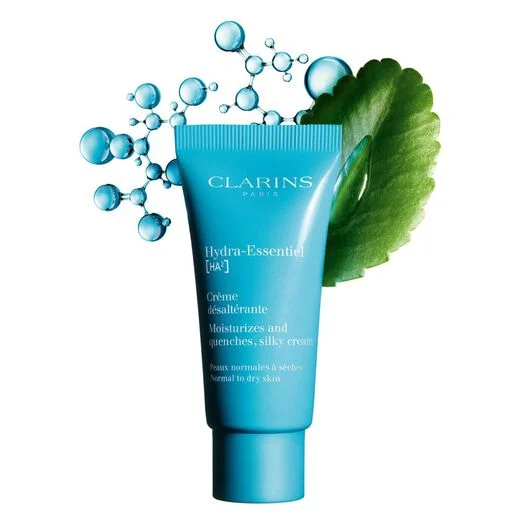 CLARINS
PARIS
Hydra-Essentiel
[HA²]
Crème
désaltérante
Moisturizes and
quenches, silky cream
Peaux normales à sèches
Normal to dry skin